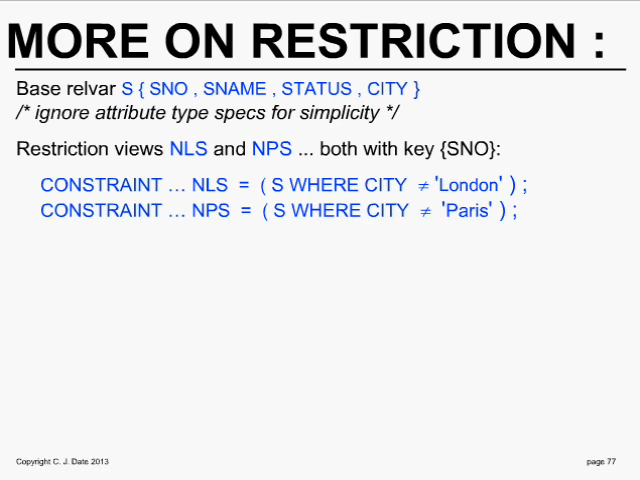 MORE ON RESTRICTION :
Base relvar S { SNO , SNAME , STATUS , CITY }
/* ignore attribute type specs for simplicity */
Restriction views NLS and NPS ... both with key {SNO}:
CONSTRAINT … NLS = ( S WHERE CITY ≠ 'London' ) ;
CONSTRAINT … NPS = ( S WHERE CITY ≠ 'Paris' ) ;
Copyright C. J. Date 2013
page 77